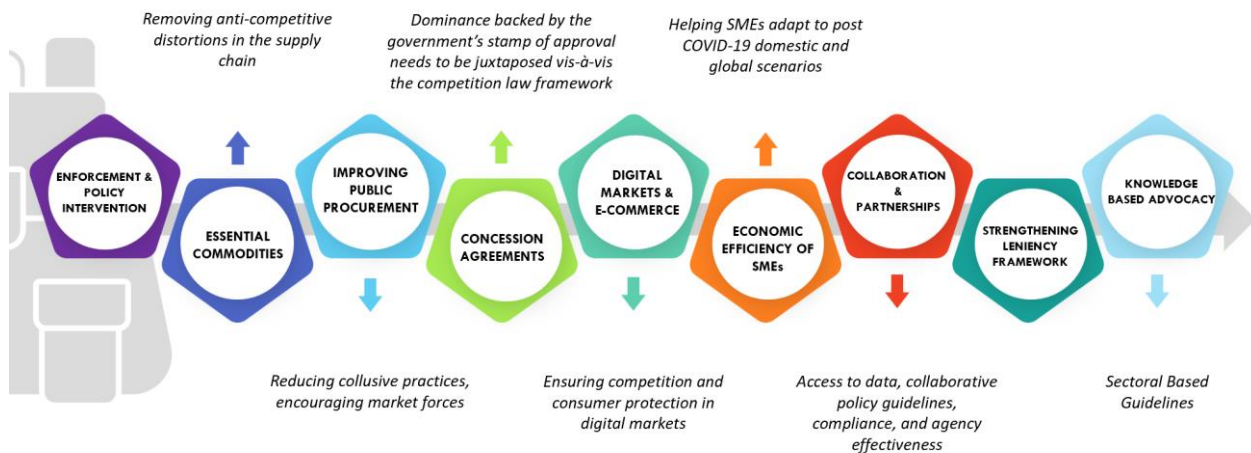 Removing anti-competitive
distortions in the supply
chain
Dominance backed by the
government's stamp of approval
needs to be juxtaposed vis-à-vis
the competition law framework
Helping SMEs adapt to post
COVID-19 domestic and
global scenarios
ENFORCEMENT &
POLICY
INTERVENTION
ESSENTIAL
COMMODITIES
IMPROVING
PUBLIC
PROCUREMENT
CONCESSION
AGREEMENTS
DIGITAL
MARKETS &
E-COMMERCE
ECONOMIC
EFFICIENCY OF
SMEs
COLLABORATION
&
PARTNERSHIPS
STRENGTHENING
LENIENCY
FRAMEWORK
KNOWLEDGE
BASED ADVOCACY
Reducing collusive practices,
encouraging market forces
Ensuring competition and
consumer protection in
digital markets
Access to data, collaborative
policy guidelines,
compliance, and agency
effectiveness
Sectoral Based
Guidelines